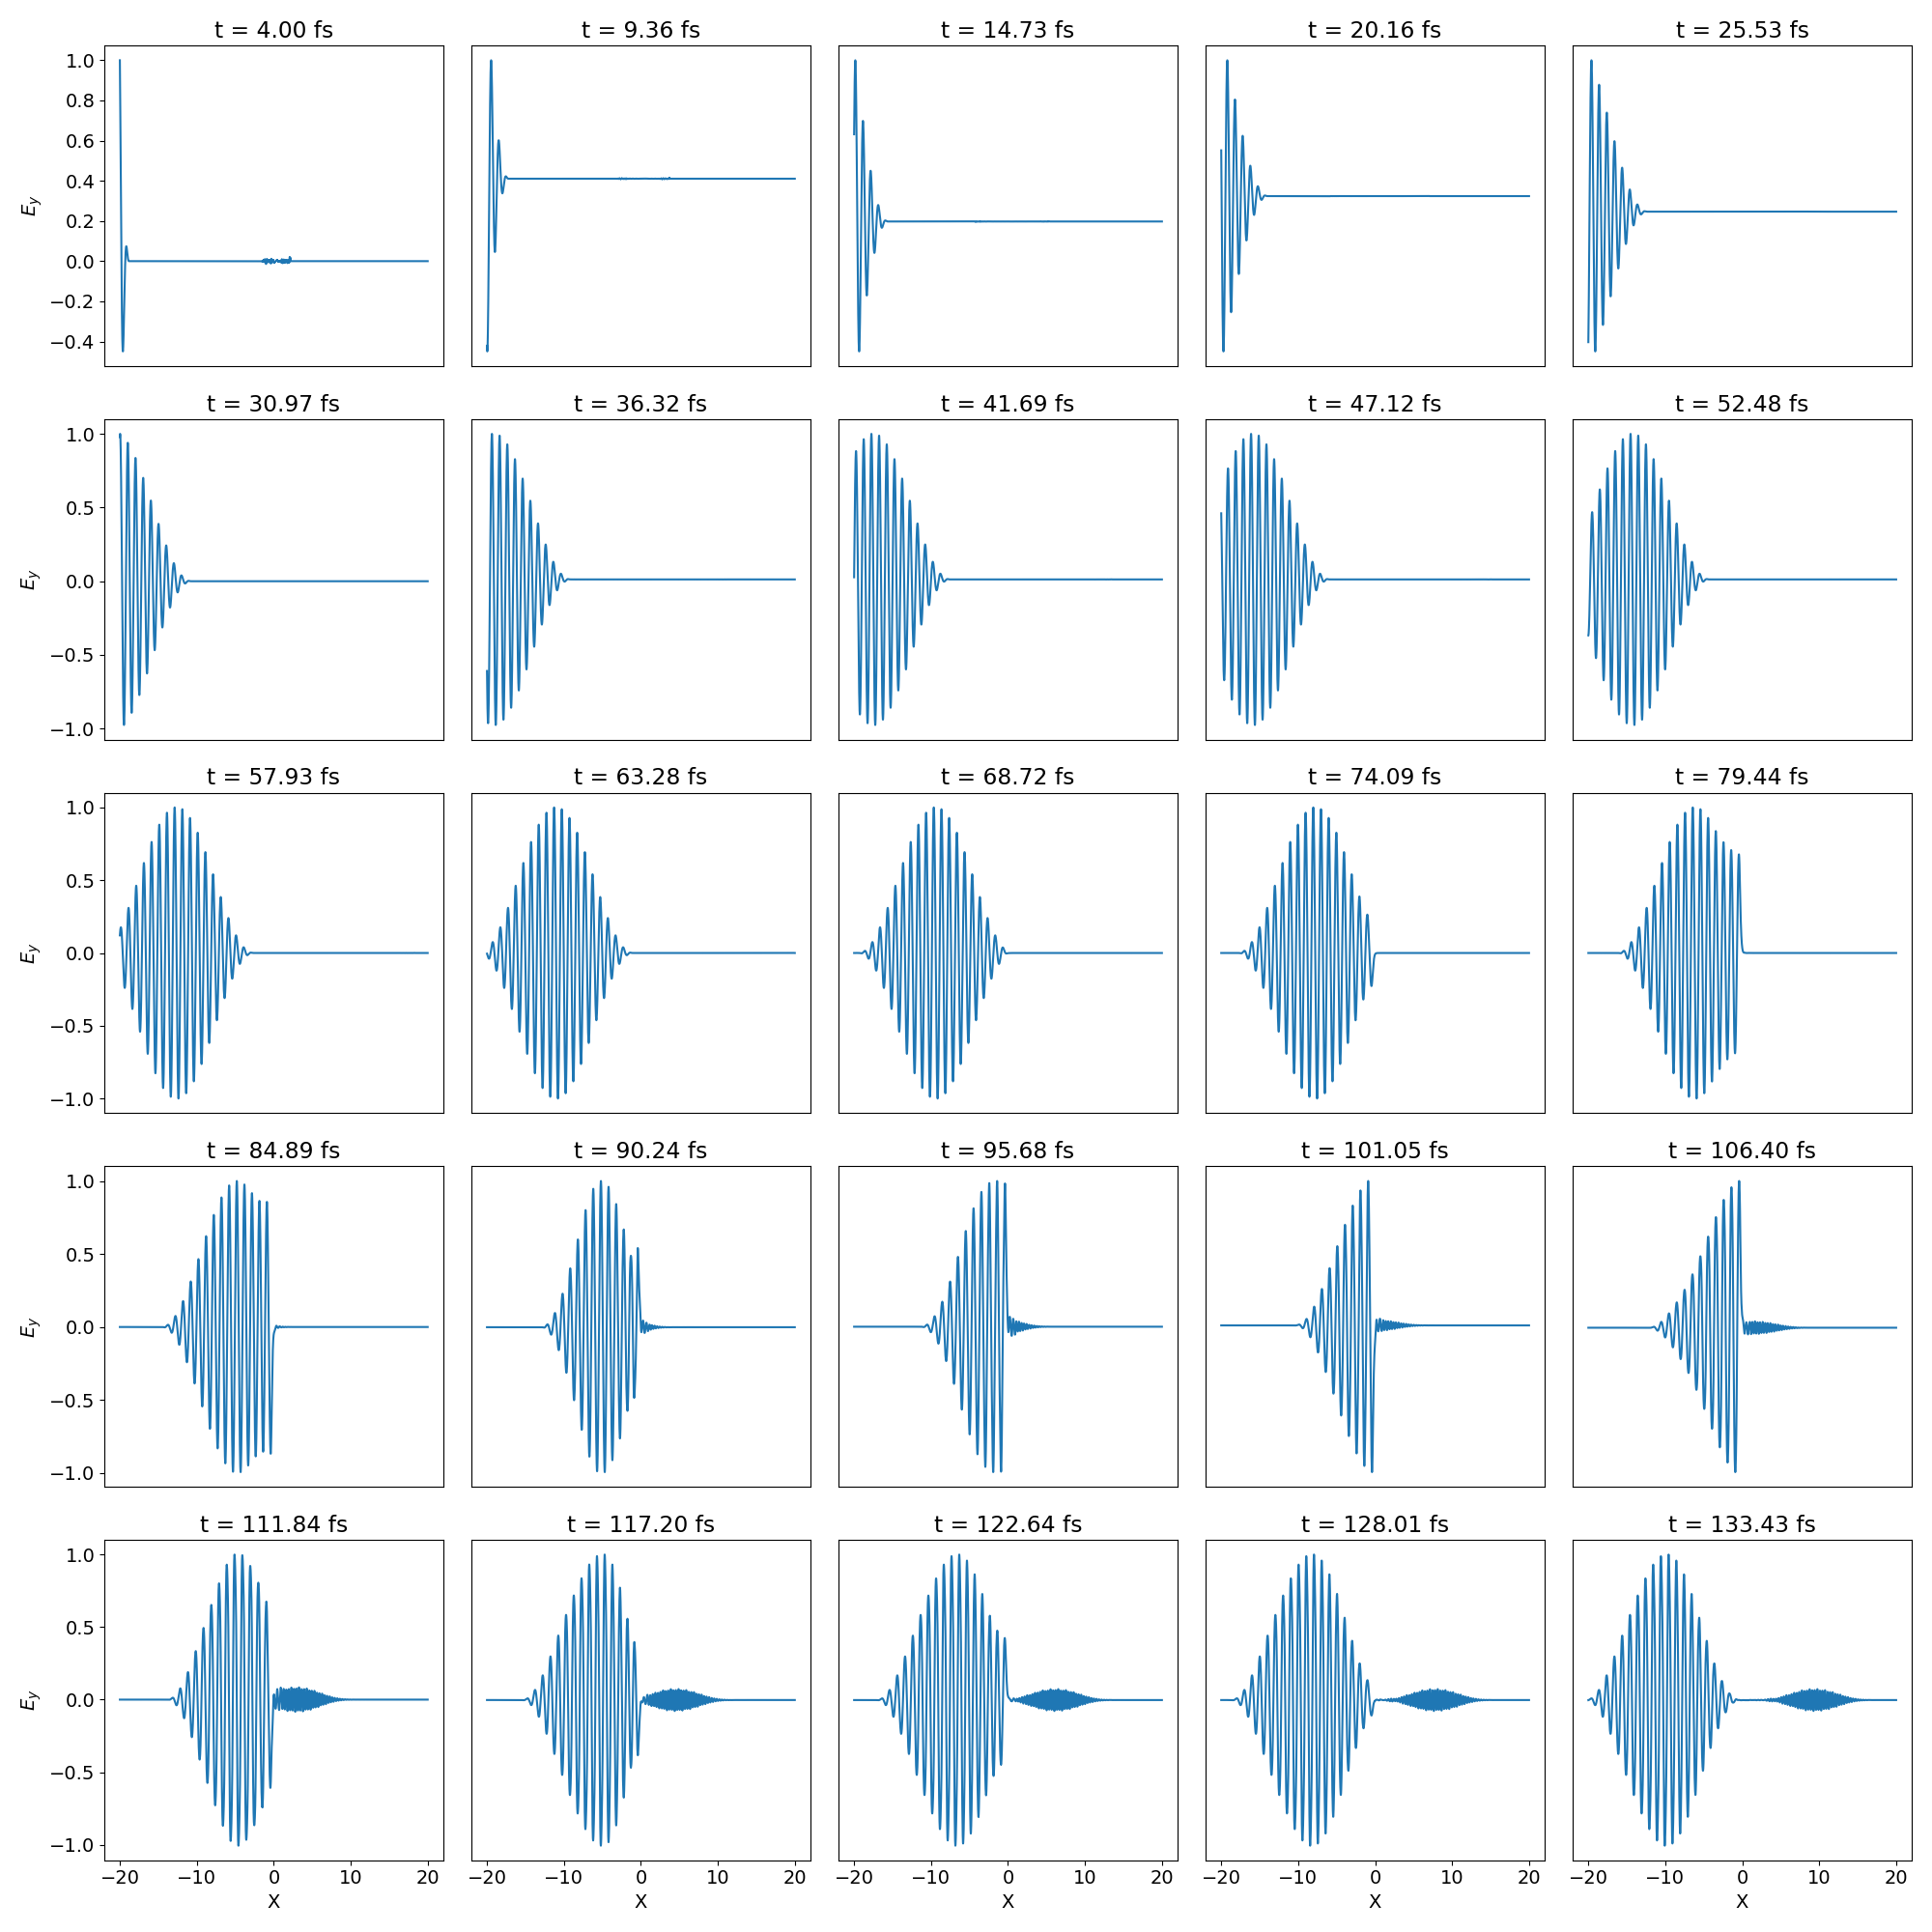 t = 4.00 fs
t = 9.36 fs
t = 14.73 fs
t = 20.16 fs
t = 25.53 fs
1.0
0.8
0.6
0.4
0.2
0.0
−0.2
−0.4
E_y
t = 30.97 fs
t = 36.32 fs
t = 41.69 fs
t = 47.12 fs
t = 52.48 fs
1.0
0.5
0.0
−0.5
−1.0
E_y
t = 57.93 fs
t = 63.28 fs
t = 68.72 fs
t = 74.09 fs
t = 79.44 fs
1.0
0.5
0.0
−0.5
−1.0
E_y
t = 84.89 fs
t = 90.24 fs
t = 95.68 fs
t = 101.05 fs
t = 106.40 fs
1.0
0.5
0.0
−0.5
−1.0
E_y
t = 111.84 fs
t = 117.20 fs
t = 122.64 fs
t = 128.01 fs
t = 133.43 fs
1.0
0.5
0.0
−0.5
−1.0
E_y
−20 −10 0 10 20
−20 −10 0 10 20
−20 −10 0 10 20
−20 −10 0 10 20
−20 −10 0 10 20
X
X
X
X
X